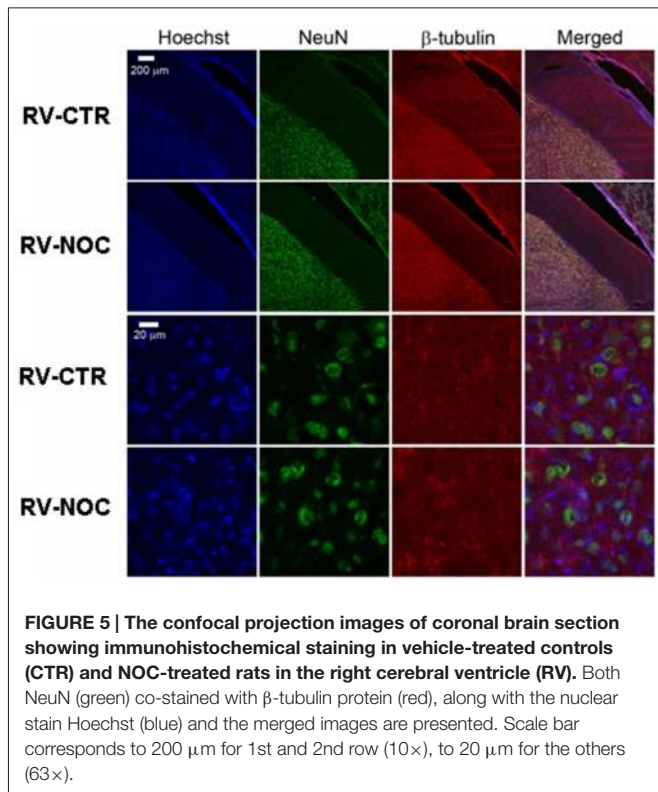 Hoechst NeuN β-tubulin Merged
200 μm
RV-CTR
RV-NOC
20 μm
RV-CTR
RV-NOC
FIGURE 5 | The confocal projection images of coronal brain section
showing immunohistochemical staining in vehicle-treated controls
(CTR) and NOC-treated rats in the right cerebral ventricle (RV). Both
NeuN (green) co-stained with β-tubulin protein (red), along with the nuclear
stain Hoechst (blue) and the merged images are presented. Scale bar
corresponds to 200 μm for 1st and 2nd row (10×), to 20 μm for the others
(63×).